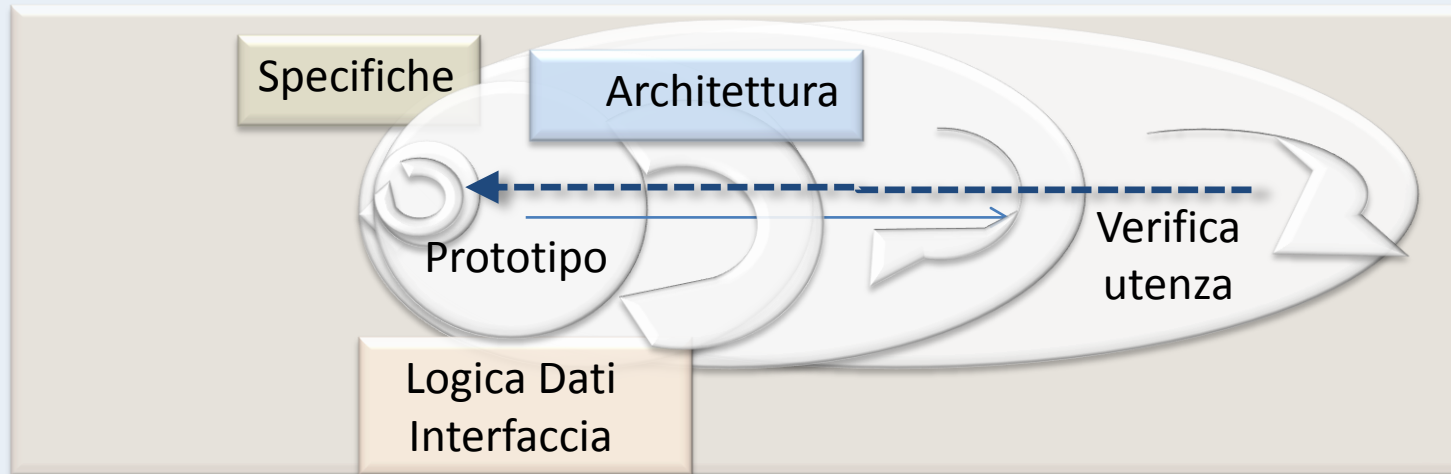 Specifiche
Architettura
Prototipo
Verifica
utenza
Logica Dati
Interfaccia